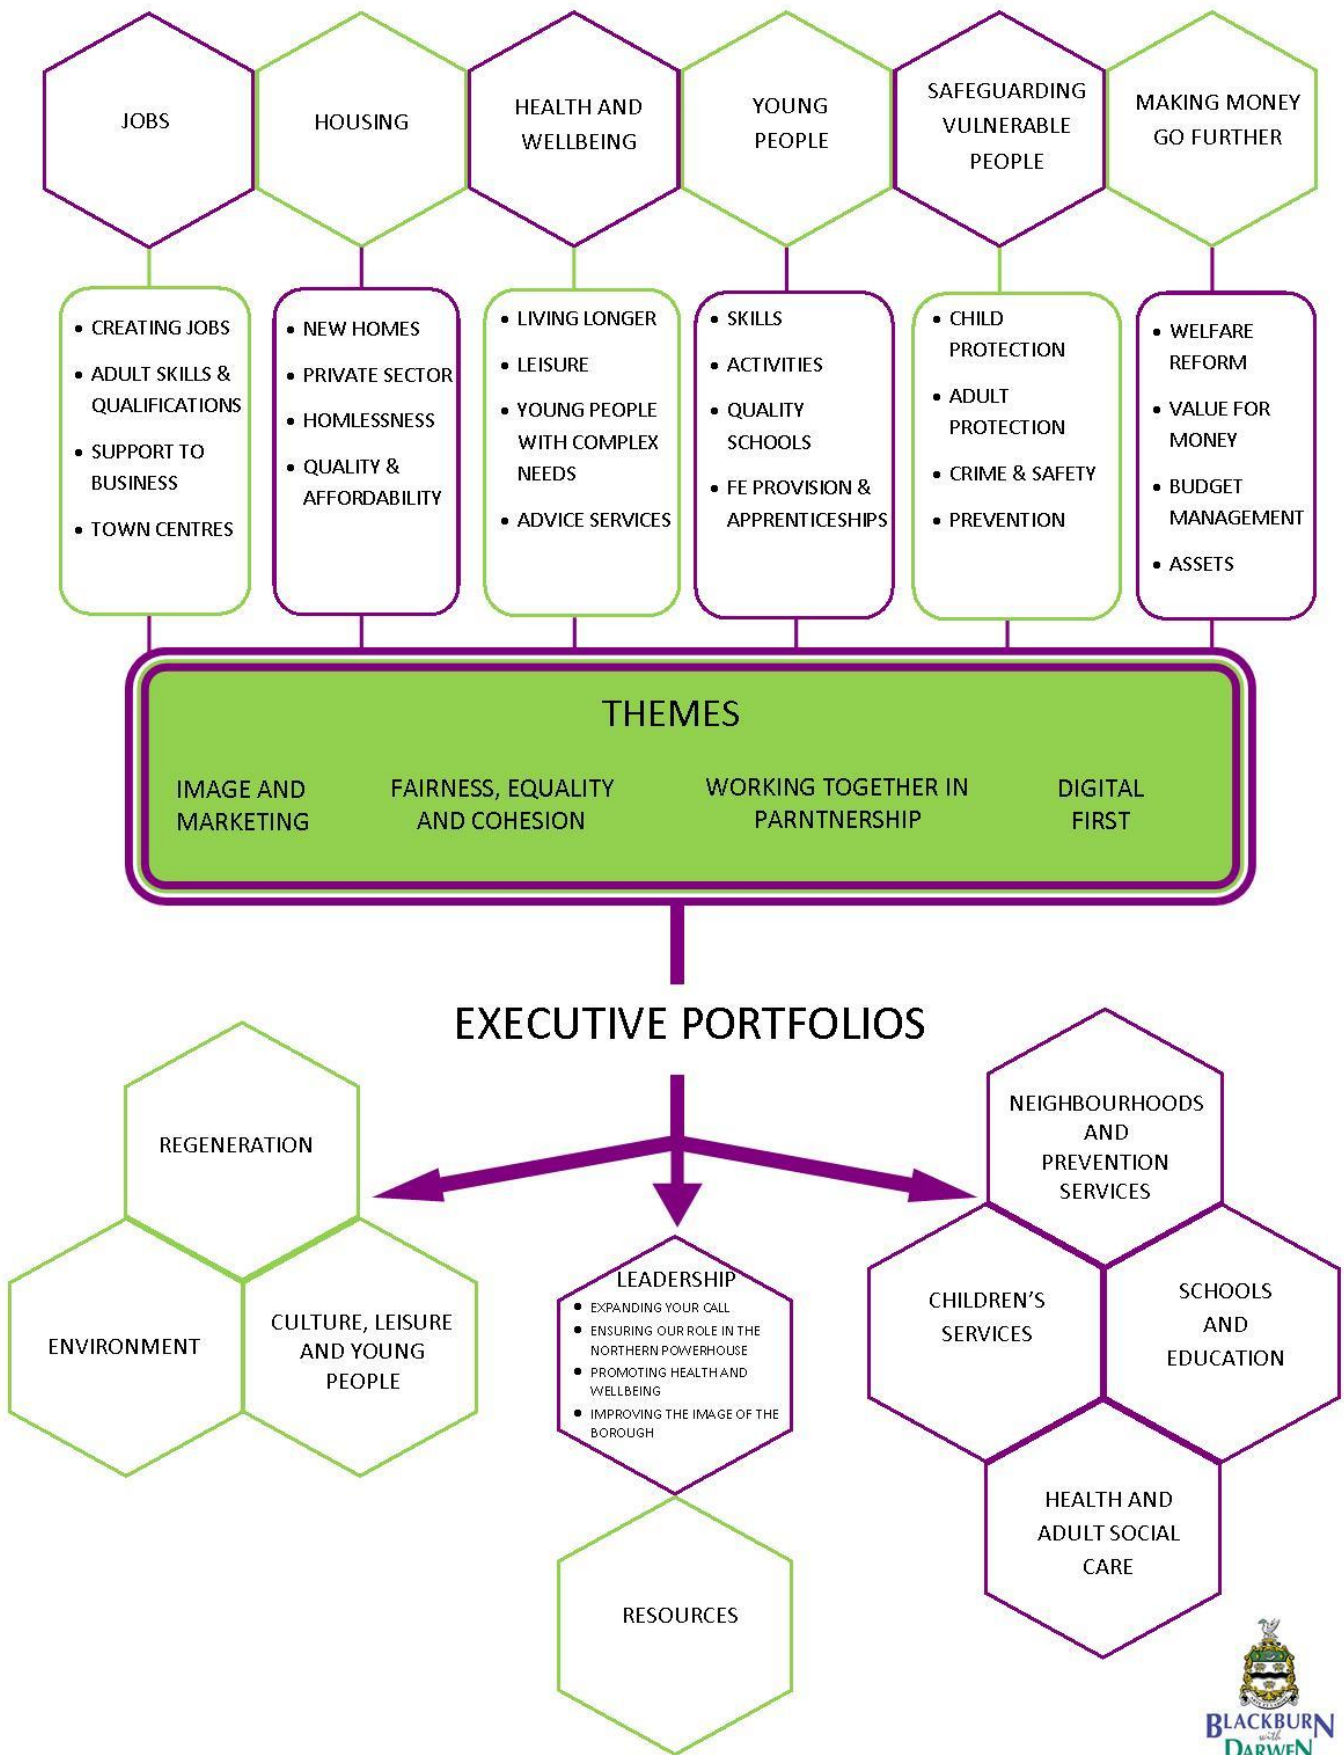 JOBS
HOUSING
HEALTH AND
WELLBEING
YOUNG
PEOPLE
SAFEGUARDING
VULNERABLE
PEOPLE
MAKING MONEY
GO FURTHER
• CREATING JOBS
• ADULT SKILLS &
QUALIFICATIONS
• SUPPORT TO
BUSINESS
• TOWN CENTRES
• NEW HOMES
• PRIVATE SECTOR
• HOMLESSNESS
• QUALITY &
AFFORDABILITY
• LIVING LONGER
• LEISURE
• YOUNG PEOPLE
WITH COMPLEX
NEEDS
• ADVICE SERVICES
• SKILLS
• ACTIVITIES
• QUALITY
SCHOOLS
• FE PROVISION &
APPRENTICESHIPS
• CHILD
PROTECTION
• ADULT
PROTECTION
• CRIME & SAFETY
• PREVENTION
• WELFARE
REFORM
• VALUE FOR
MONEY
• BUDGET
MANAGEMENT
• ASSETS
THEMES
IMAGE AND
MARKETING
FAIRNESS, EQUALITY
AND COHESION
WORKING TOGETHER IN
PARNTNERSHIP
DIGITAL
FIRST
EXECUTIVE PORTFOLIOS
REGENERATION
ENVIRONMENT
CULTURE, LEISURE
AND YOUNG
PEOPLE
LEADERSHIP
• EXPANDING YOUR CALL
• ENSURING OUR ROLE IN THE
NORTHERN POWERHOUSE
• PROMOTING HEALTH AND
WELLBEING
• IMPROVING THE IMAGE OF THE
BOROUGH
RESOURCES
NEIGHBOURHOODS
AND
PREVENTION
SERVICES
CHILDREN'S
SERVICES
SCHOOLS
AND
EDUCATION
HEALTH AND
ADULT SOCIAL
CARE
BLACKBURN
with
DARWEN